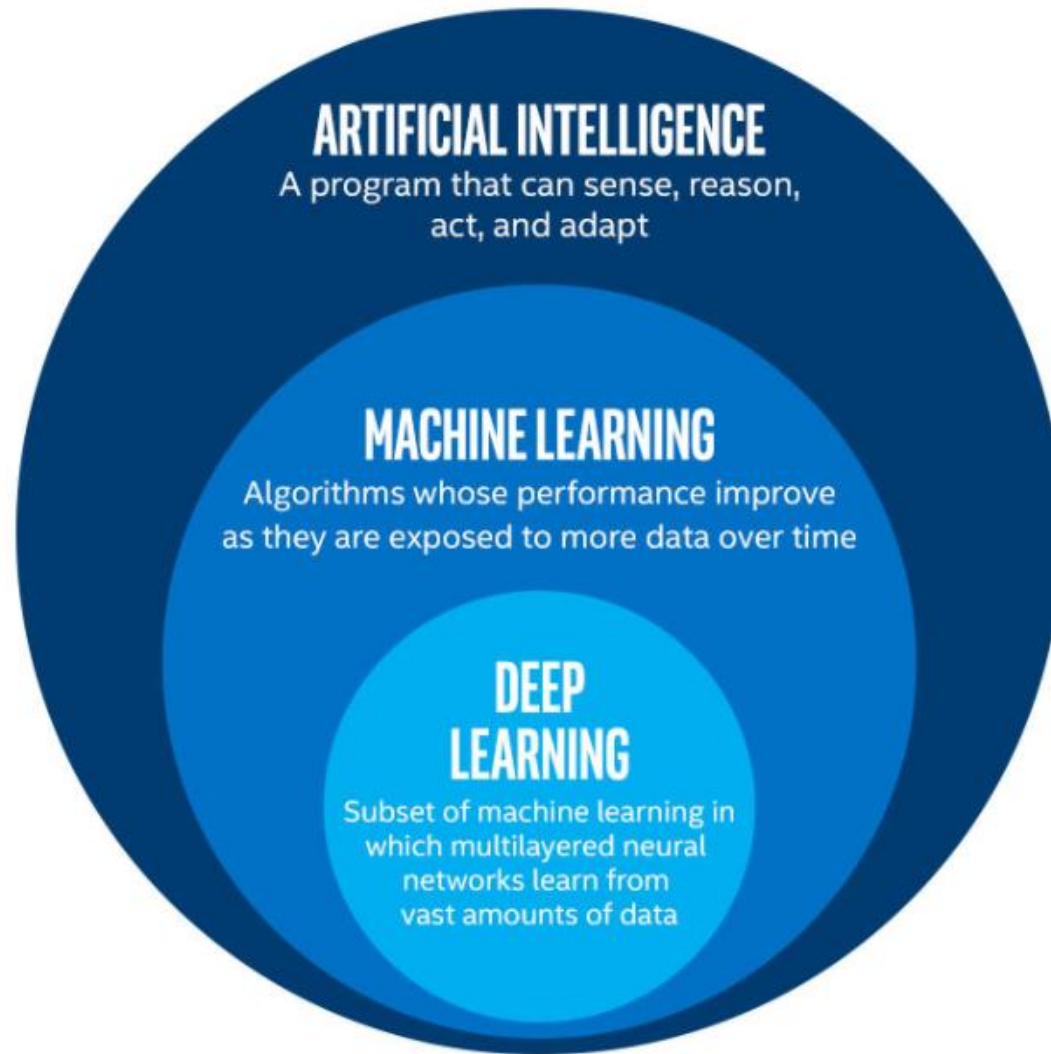 ARTIFICIAL INTELLIGENCE
A program that can sense, reason,
act, and adapt
MACHINE LEARNING
Algorithms whose performance improve
as they are exposed to more data over time
DEEP
LEARNING
Subset of machine learning in
which multilayered neural
networks learn from
vast amounts of data